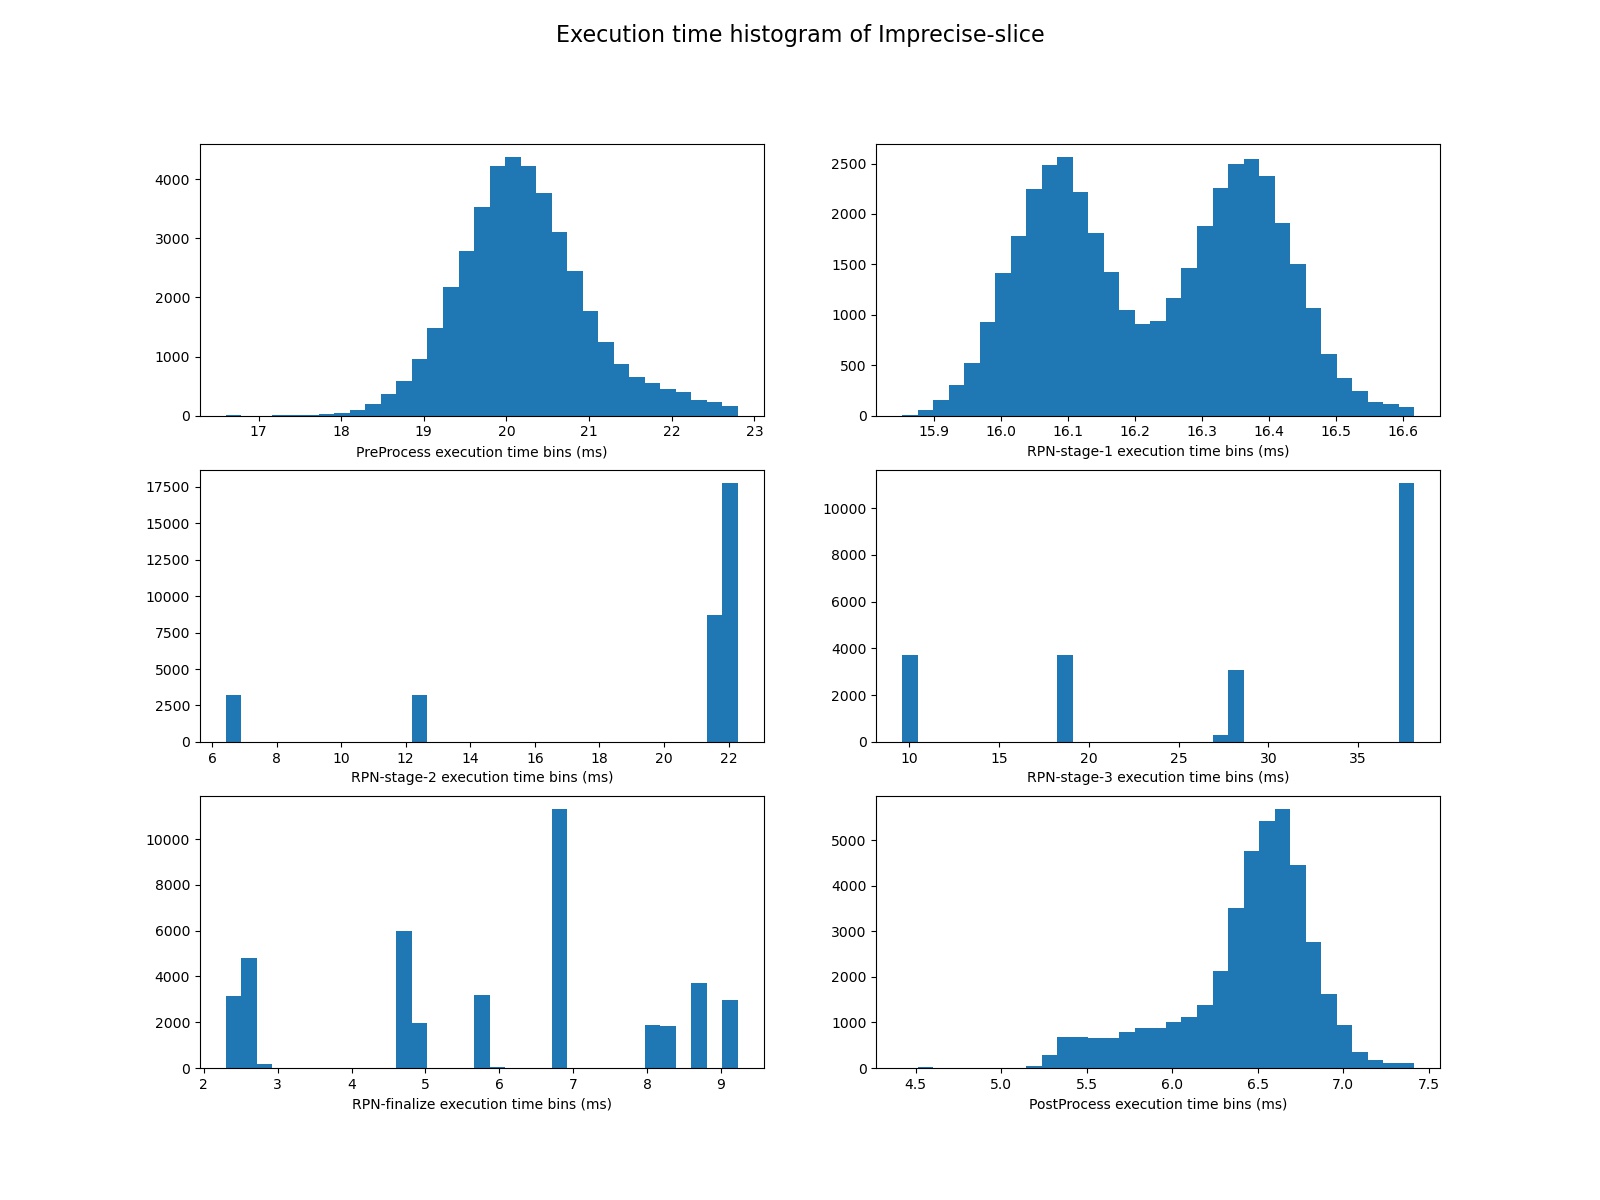 Execution time histogram of Imprecise-slice
4000
3000
2000
1000
0
17 18 19 20 21 22 23
PreProcess execution time bins (ms)
2500
2000
1500
1000
500
0
15.9 16.0 16.1 16.2 16.3 16.4 16.5 16.6
RPN-stage-1 execution time bins (ms)
17500
15000
12500
10000
7500
5000
2500
0
6 8 10 12 14 16 18 20 22
RPN-stage-2 execution time bins (ms)
10000
8000
6000
4000
2000
0
10 15 20 25 30 35
RPN-stage-3 execution time bins (ms)
10000
8000
6000
4000
2000
0
2 3 4 5 6 7 8 9
RPN-finalize execution time bins (ms)
5000
4000
3000
2000
1000
0
4.5 5.0 5.5 6.0 6.5 7.0 7.5
PostProcess execution time bins (ms)